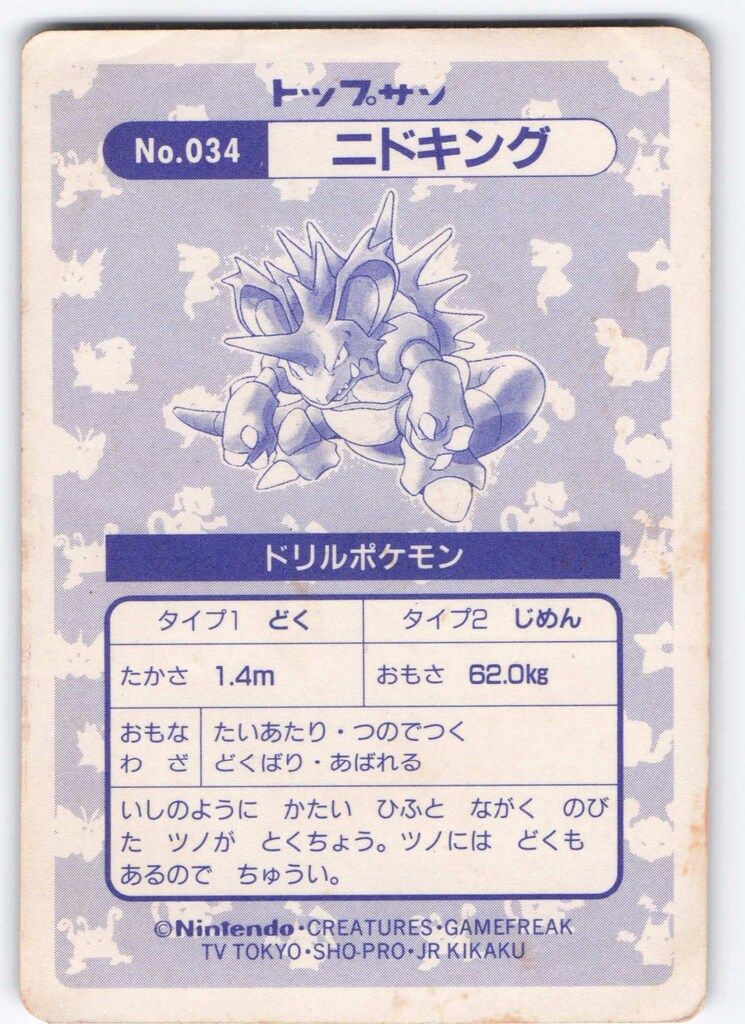 トップサン
No.034 ニドキング
ドリルポケモン
タイプ1 どく タイプ2 じめん
たかさ 1.4m おもさ 62.0kg
おもな たいあたり・つのでつく
わ ざ どくばり・あばれる
いしのように かたい ひふと ながく のび
た ツノが とくちょう。ツノには どくも
あるので ちゅうい。
©Nintendo・CREATURES・GAMEFREAK
TV TOKYO・SHO-PRO・JR KIKAKU